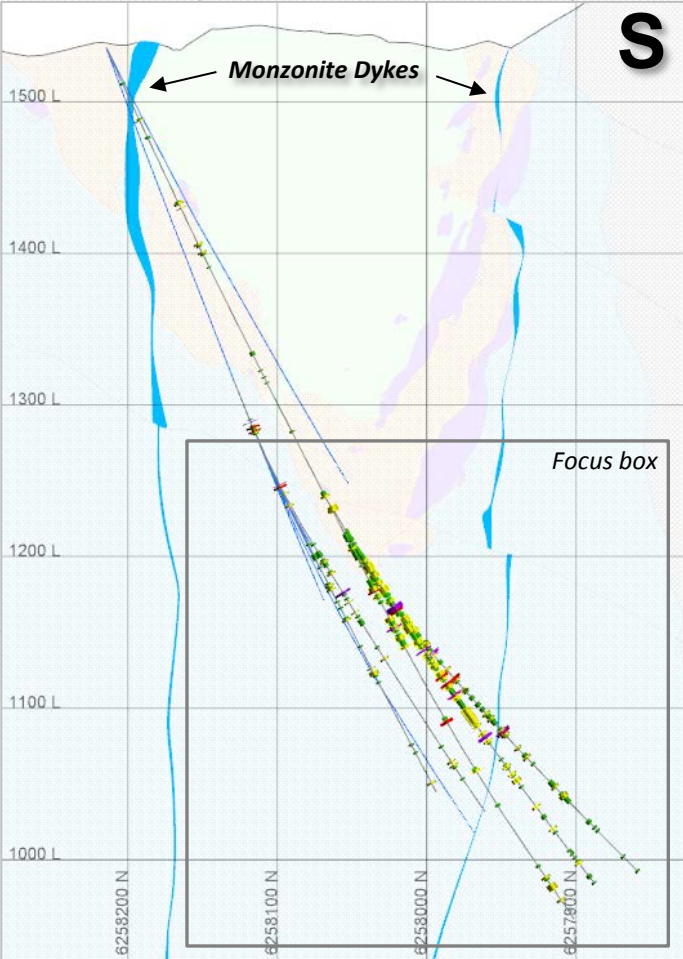 S
Monzonite Dykes
1500 L
1400 L
1300 L
Focus box
1200 L
1100 L
1000 L
6258200 N
6258100 N
6258000 N
6257900 N